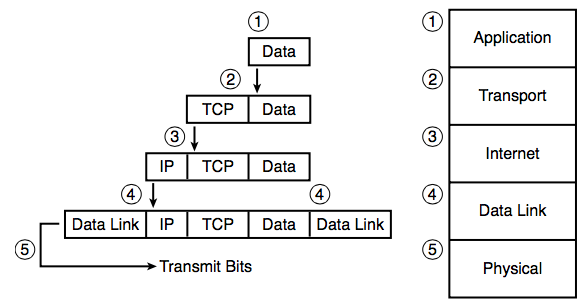 ① ①
Data Application
②
TCP Data
② Transport
③
IP TCP Data
③ Internet
④ ④
Data Link IP TCP Data Data Link
④ Data Link
⑤ Transmit Bits
⑤ Physical